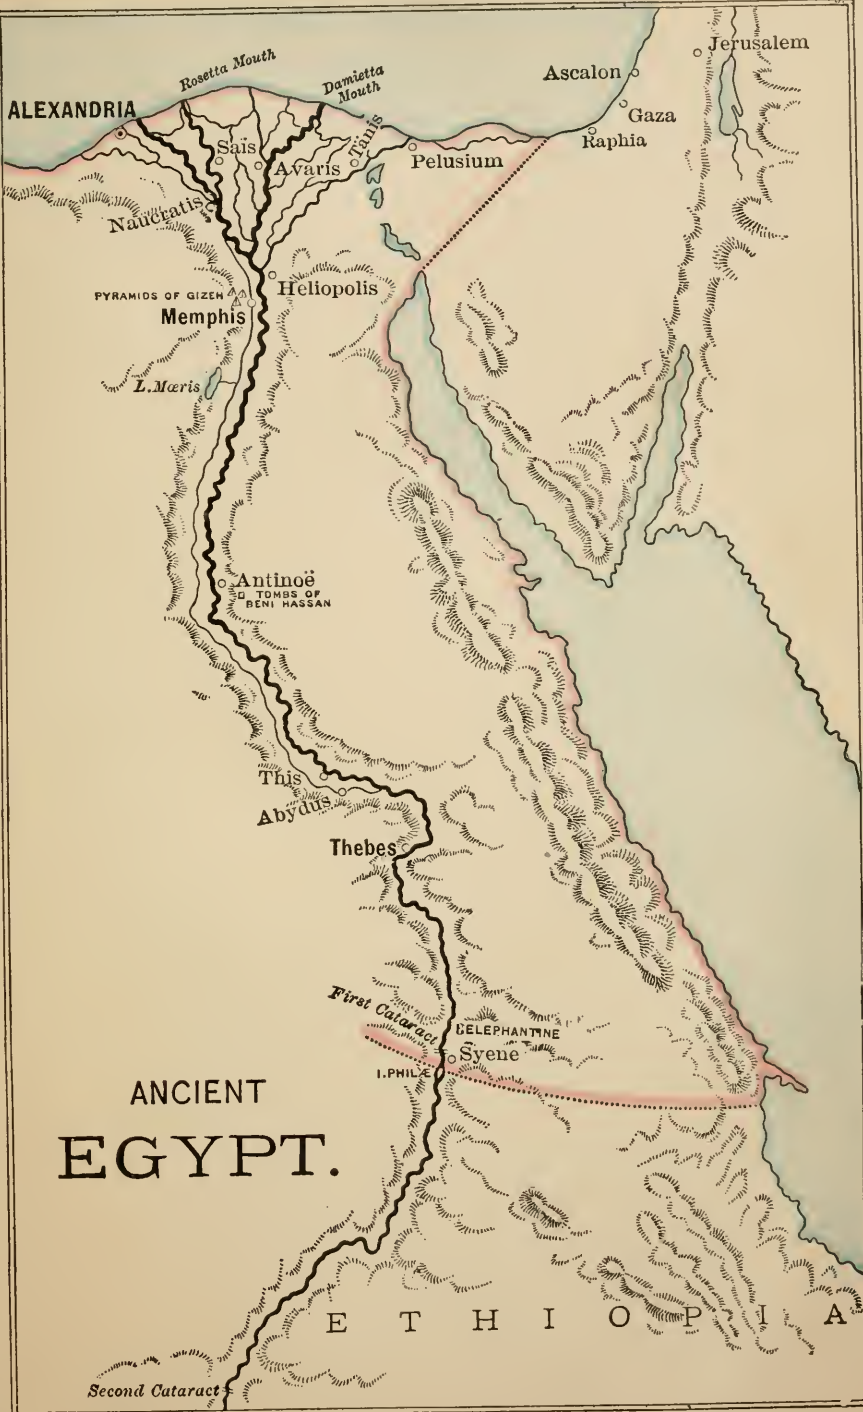 Jerusalem
Rosetta Mouth
Ascalon
Damietta
Mouth
ALEXANDRIA
Gaza
Raphia
Tanis
Saïs
Avaris
Pelusium
Naucratis
Heliopolis
PYRAMIDS OF GIZEH
Memphis
L. Mœris
Antinoë
TOMBS OF
BENI HASSAN
This
Abydus
Thebes
First Cataract
ELEPHANTINE
Syene
I. PHILÆ
ANCIENT
EGYPT.
ETHIOPIA
Second Cataract